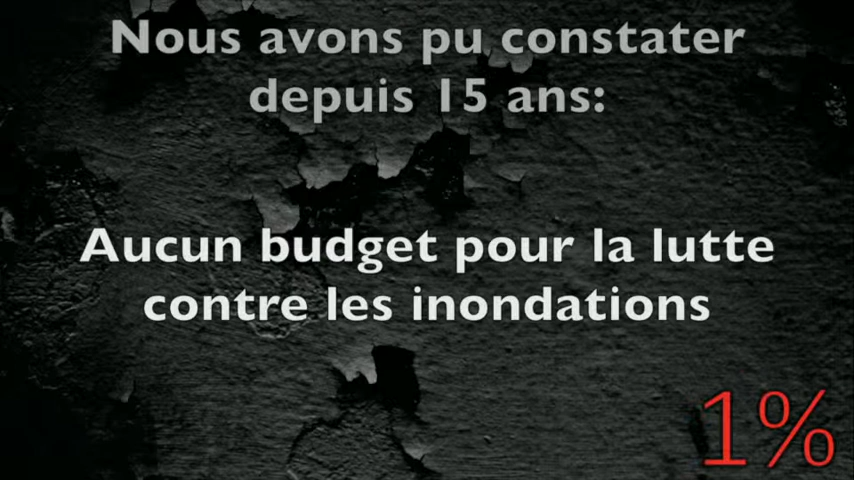 Nous avons pu constater
depuis 15 ans:
Aucun budget pour la lutte
contre les inondations
1%